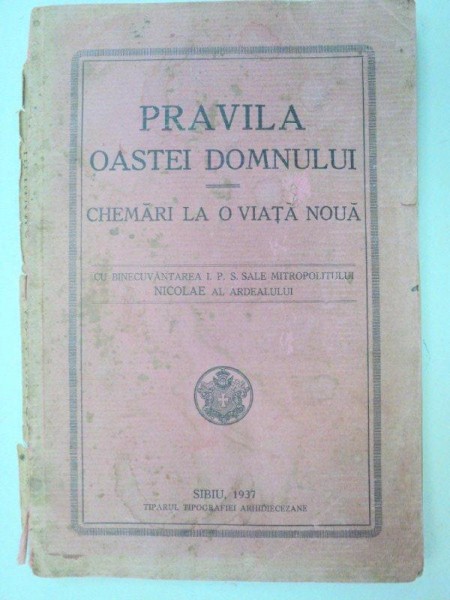 PRAVILA
OASTEI DOMNULUI
CHEMĂRI LA O VIAȚĂ NOUĂ
CU BINECUVÂNTAREA I. P. S. SALE MITROPOLITULUI
NICOLAE AL ARDEALULUI
SIBIU, 1937
TIPARUL TIPOGRAFIEI ARHIDIECEZANE